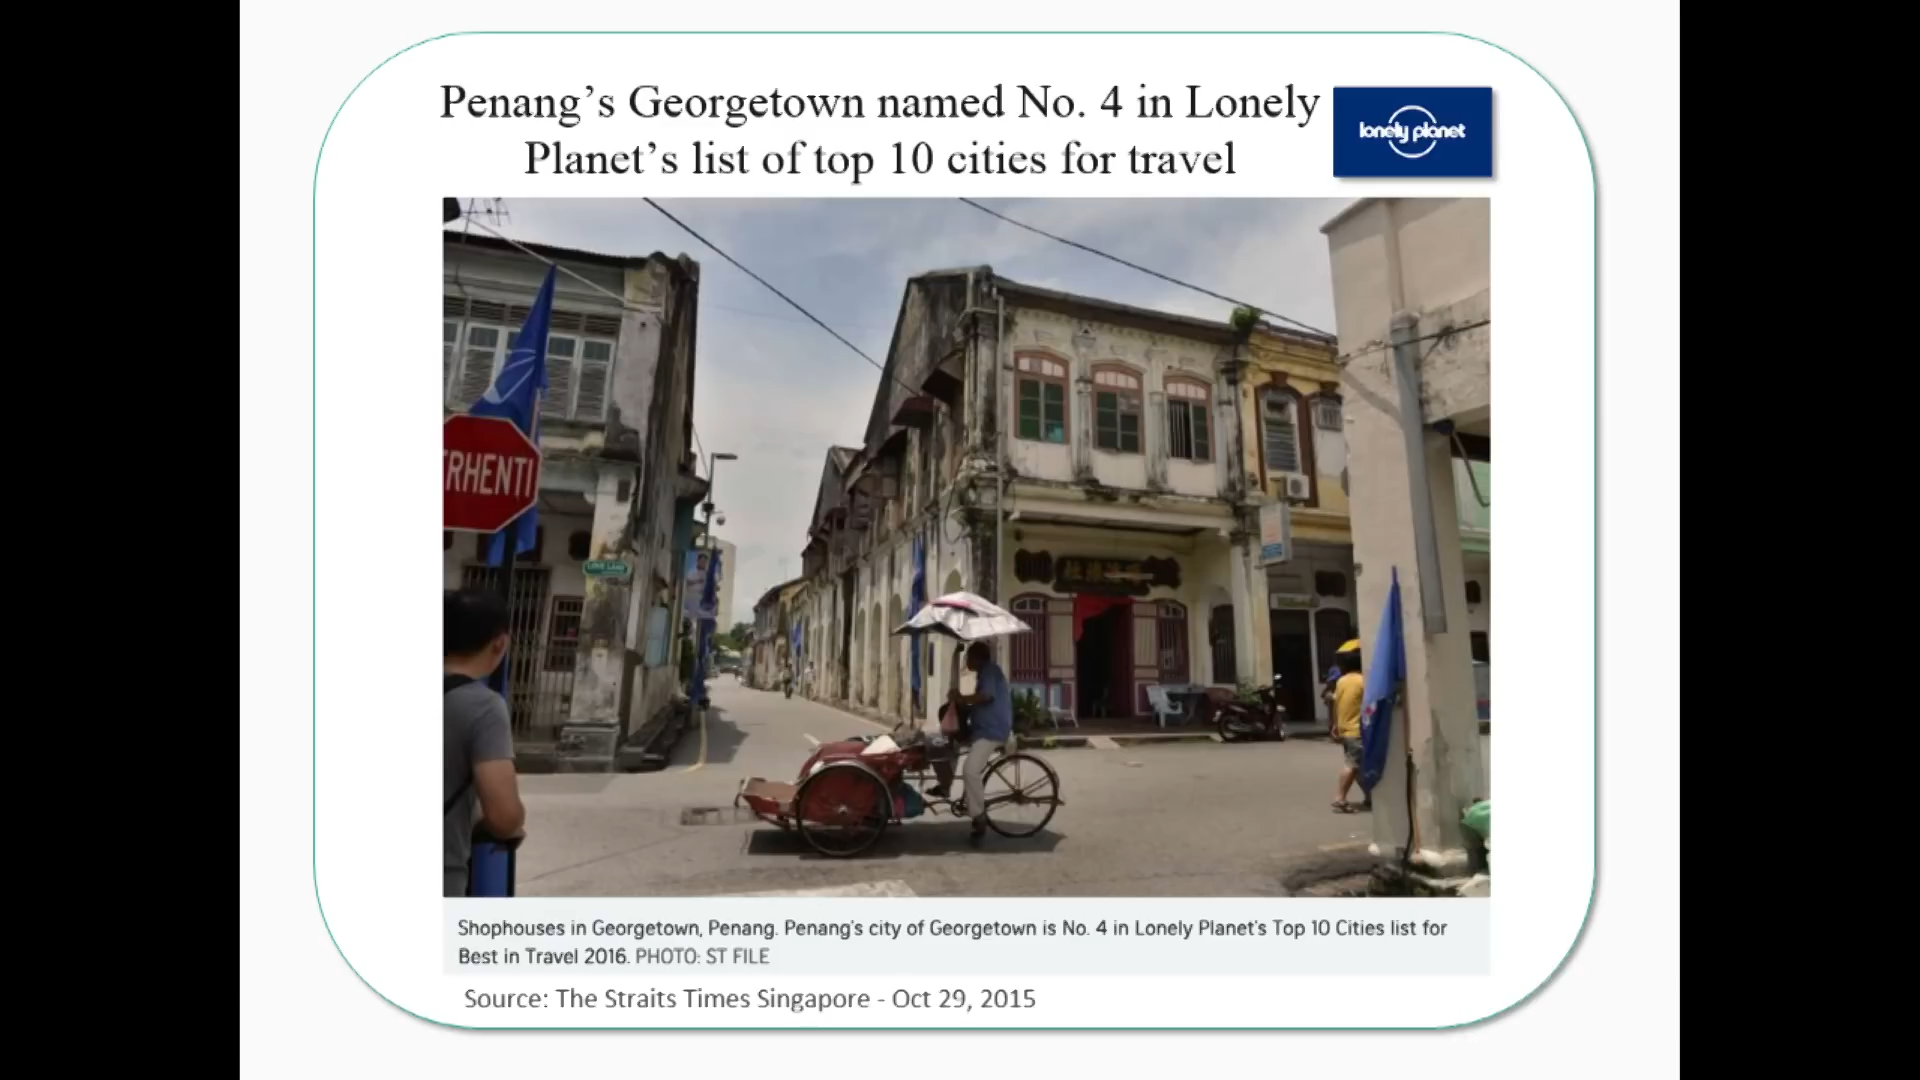 Penang’s Georgetown named No. 4 in Lonely
Planet’s list of top 10 cities for travel
lonely planet
RHENTI
LOVE LANE
Shophouses in Georgetown, Penang. Penang's city of Georgetown is No. 4 in Lonely Planet's Top 10 Cities list for
Best in Travel 2016. PHOTO: ST FILE
Source: The Straits Times Singapore - Oct 29, 2015